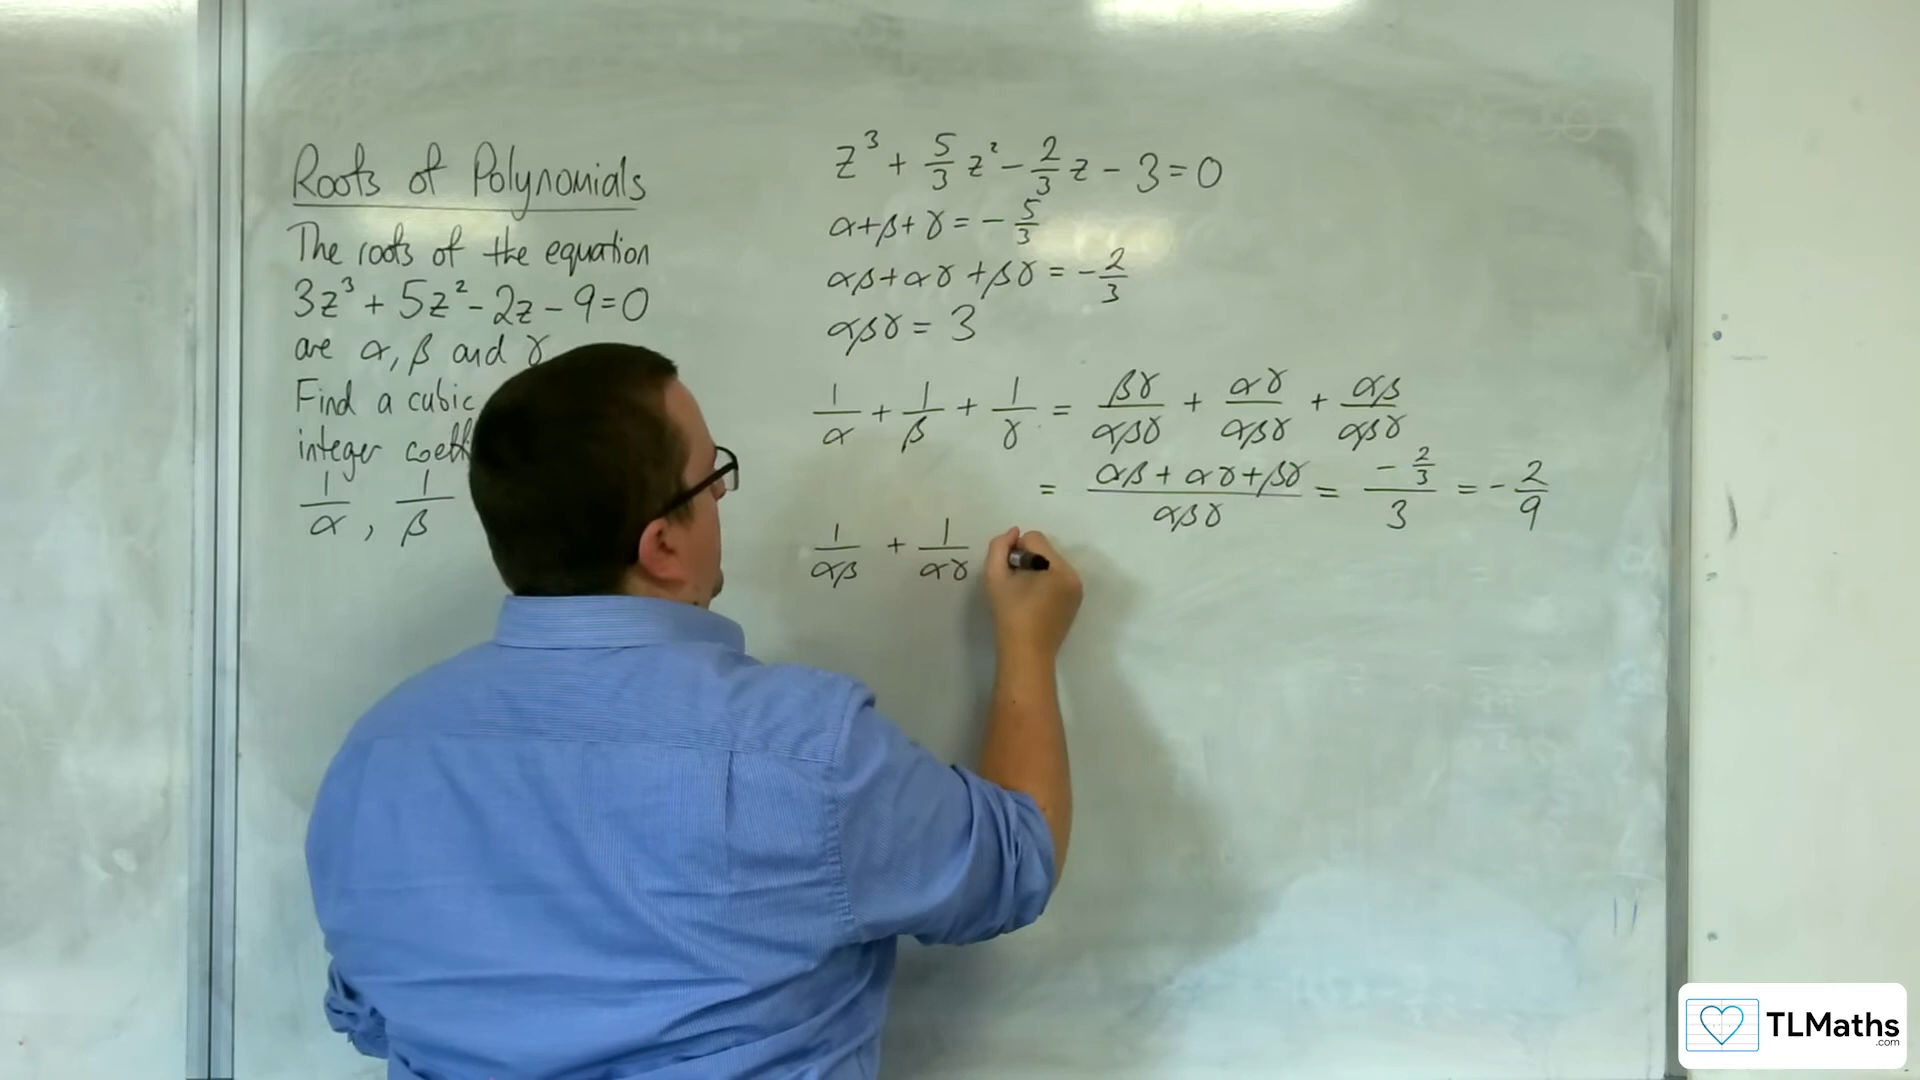 Roots of Polynomials
The roots of the equation
3z³ + 5z² - 2z - 9 = 0
are α, β and γ
Find a cubic
integer
1/α , 1/β
z³ + 5/3 z² - 2/3 z - 3 = 0
α+β+γ = - 5/3
αβ+αγ+βγ = - 2/3
αβγ = 3
1/α + 1/β + 1/γ = βγ/αβγ + αγ/αβγ + αβ/αβγ
= (αβ + αγ + βγ)/αβγ = (- 2/3)/3 = - 2/9
1/αβ + 1/αγ
TLMaths
.com